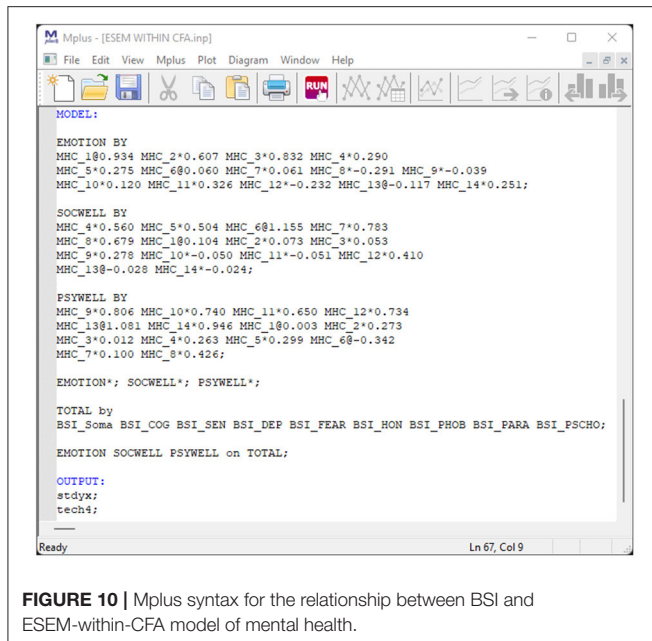 Mplus - [ESEM WITHIN CFA.inp]
File Edit View Mplus Plot Diagram Window Help
RUN
MODEL:
EMOTION BY
MHC_1@0.934 MHC_2*0.607 MHC_3*0.832 MHC_4*0.290
MHC_5*0.275 MHC_6@0.060 MHC_7*0.061 MHC_8*-0.291 MHC_9*-0.039
MHC_10*0.120 MHC_11*0.326 MHC_12*-0.232 MHC_13@-0.117 MHC_14*0.251;
SOCWELL BY
MHC_4*0.560 MHC_5*0.504 MHC_6@1.155 MHC_7*0.783
MHC_8*0.679 MHC_1@0.104 MHC_2*0.073 MHC_3*0.053
MHC_9*0.278 MHC_10*-0.050 MHC_11*-0.051 MHC_12*0.410
MHC_13@-0.028 MHC_14*-0.024;
PSYWELL BY
MHC_9*0.806 MHC_10*0.740 MHC_11*0.650 MHC_12*0.734
MHC_13@1.081 MHC_14*0.946 MHC_1@0.003 MHC_2*0.273
MHC_3*0.012 MHC_4*0.263 MHC_5*0.299 MHC_6@-0.342
MHC_7*0.100 MHC_8*0.426;
EMOTION*; SOCWELL*; PSYWELL*;
TOTAL by
BSI_Soma BSI_COG BSI_SEN BSI_DEP BSI_FEAR BSI_HON BSI_PHOB BSI_PARA BSI_PSCHO;
EMOTION SOCWELL PSYWELL on TOTAL;
OUTPUT:
stdyx;
tech4;
Ready Ln 67, Col 9
FIGURE 10 | Mplus syntax for the relationship between BSI and
ESEM-within-CFA model of mental health.